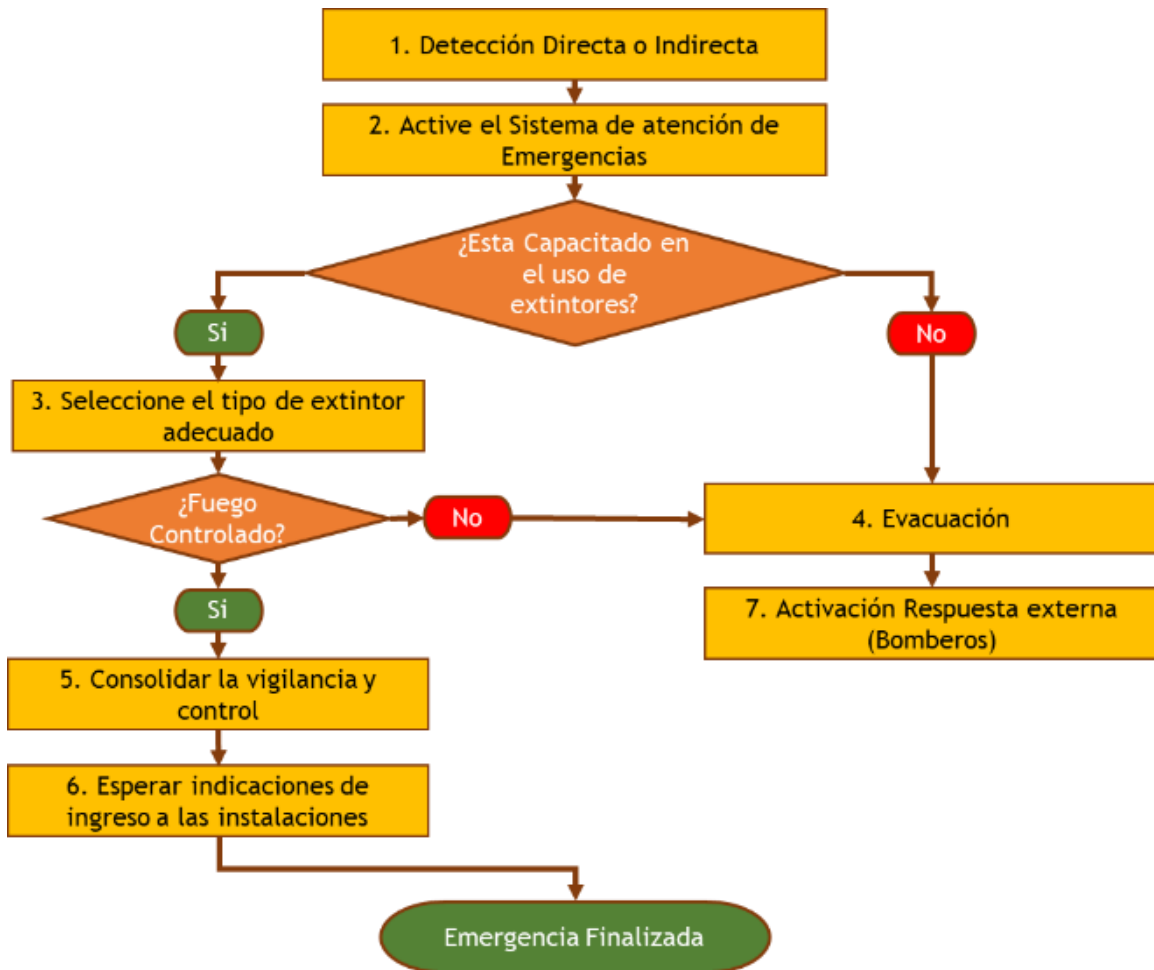 1. Detección Directa o Indirecta
2. Active el Sistema de atención de
Emergencias
¿Esta Capacitado en
el uso de
extintores?
Si
No
3. Seleccione el tipo de extintor
adecuado
¿Fuego
Controlado?
No
4. Evacuación
Si
7. Activación Respuesta externa
(Bomberos)
5. Consolidar la vigilancia y
control
6. Esperar indicaciones de
ingreso a las instalaciones
Emergencia Finalizada